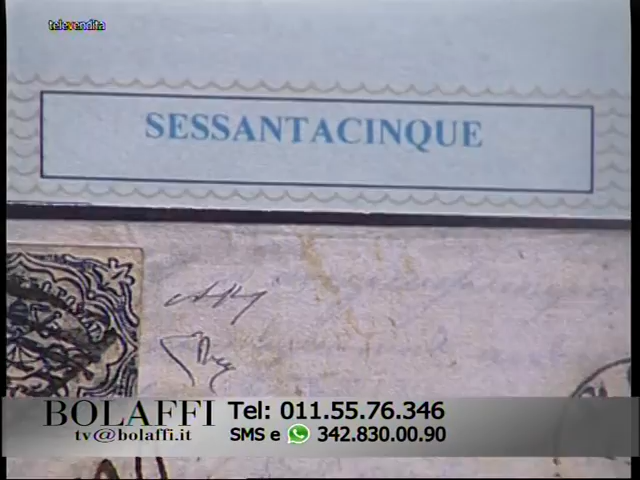 televendita
SESSANTACINQUE
BOLAFFI
tv@bolaffi.it
Tel: 011.55.76.346
SMS e 342.830.00.90